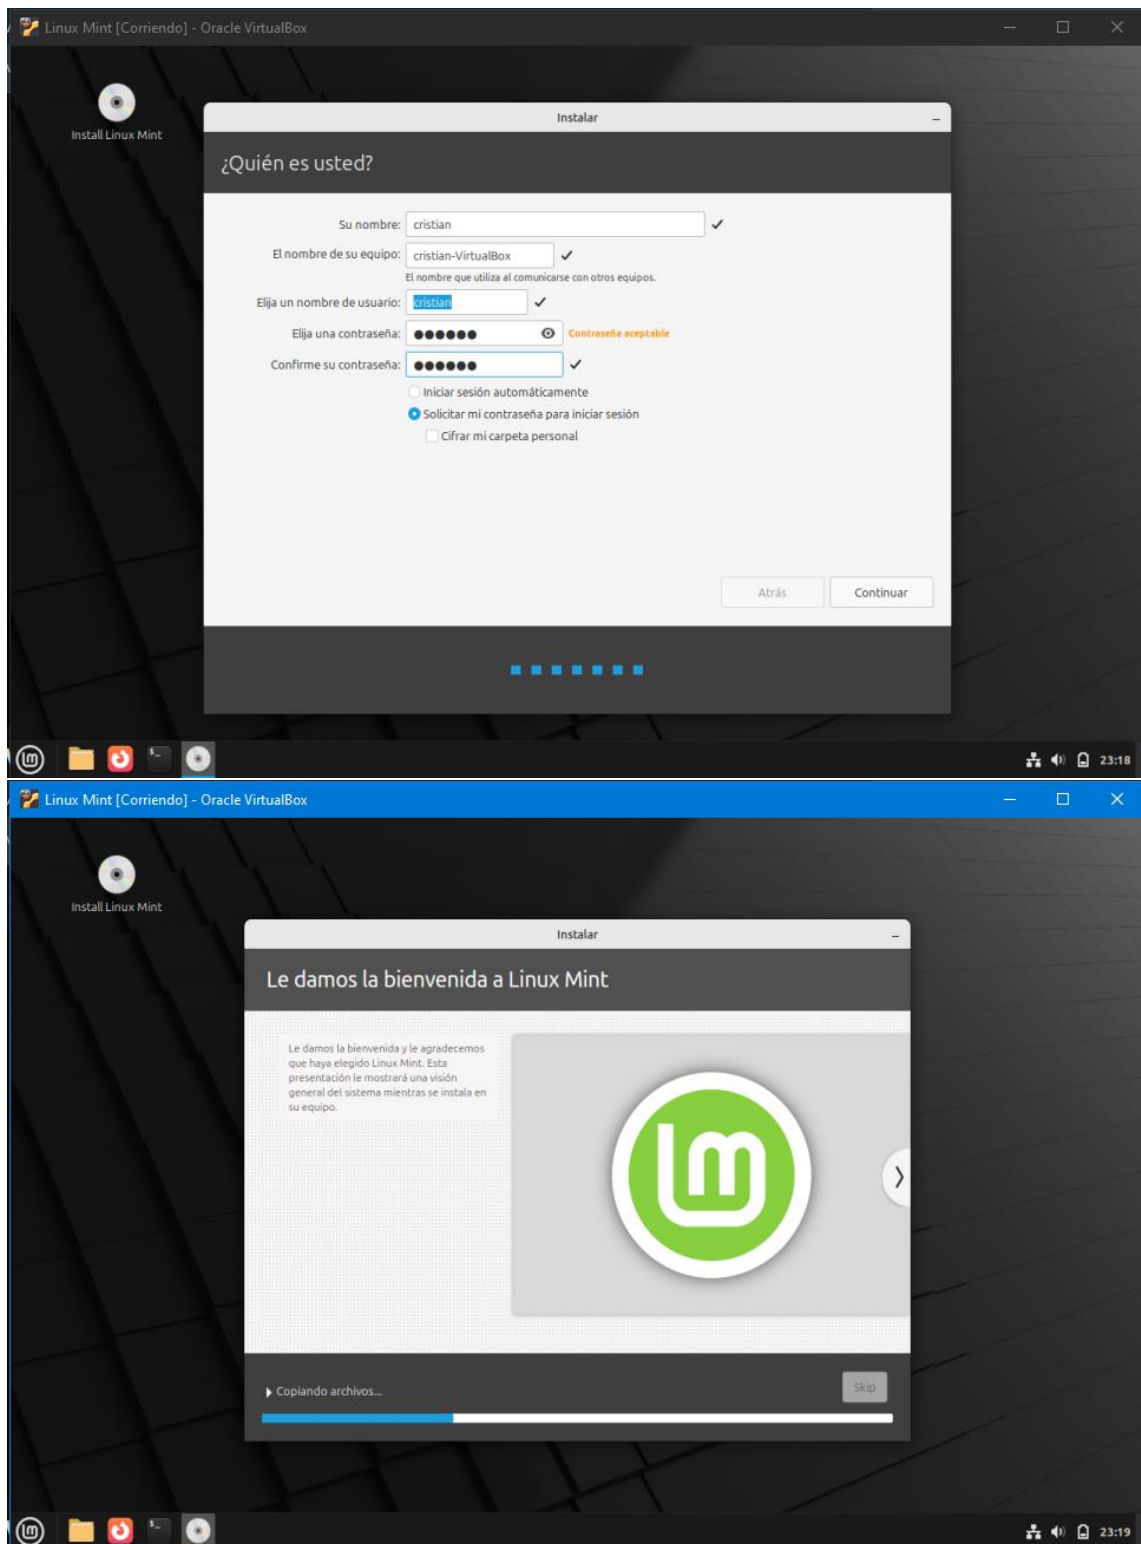 Linux Mint [Corriendo] - Oracle VirtualBox
Install Linux Mint
Instalar
¿Quién es usted?
Su nombre: cristian
El nombre de su equipo: cristian-VirtualBox
El nombre que utiliza al comunicarse con otros equipos.
Elija un nombre de usuario: cristian
Elija una contraseña: ●●●●●● Contraseña aceptable
Confirme su contraseña: ●●●●●●
Iniciar sesión automáticamente
Solicitar mi contraseña para iniciar sesión
Cifrar mi carpeta personal
Atrás Continuar
23:18
Linux Mint [Corriendo] - Oracle VirtualBox
Install Linux Mint
Instalar
Le damos la bienvenida a Linux Mint
Le damos la bienvenida y le agradecemos
que haya elegido Linux Mint. Esta
presentación le mostrará una visión
general del sistema mientras se instala en
su equipo.
Copiando archivos...
Skip
23:19